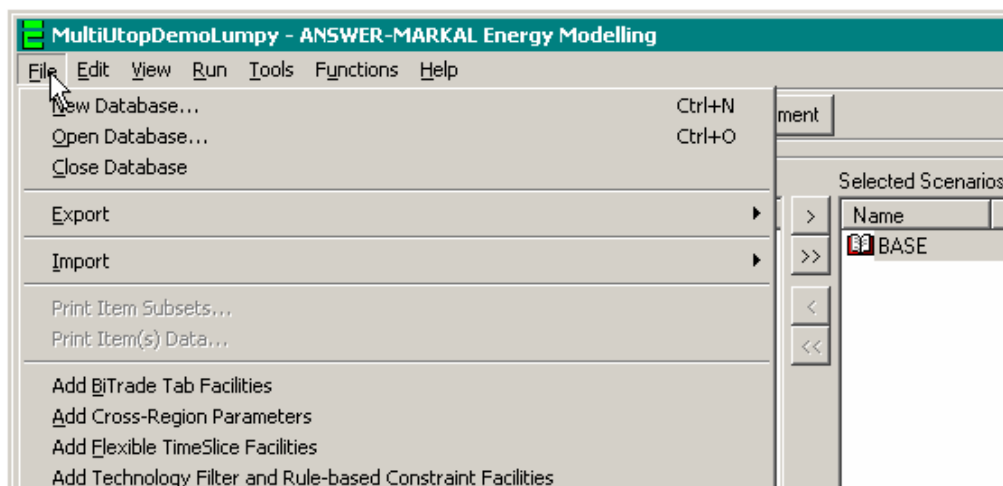 MultiUtopDemoLumpy - ANSWER-MARKAL Energy Modelling
File Edit View Run Tools Functions Help
New Database... Ctrl+N
ment
Open Database... Ctrl+O
Close Database
Selected Scenarios
Export >
Name
BASE
Import >>
Print Item Subsets... <
Print Item(s) Data... <<
Add BiTrade Tab Facilities
Add Cross-Region Parameters
Add Flexible TimeSlice Facilities
Add Technology Filter and Rule-based Constraint Facilities